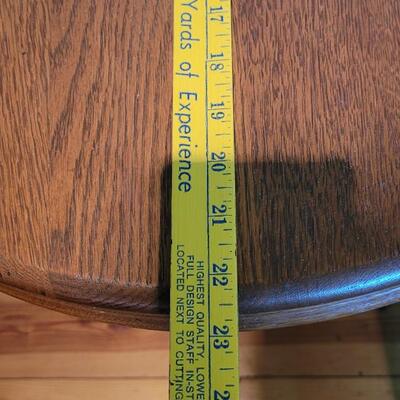 Yards of Experience
HIGHEST QUALITY, LOWE
FULL DESIGN STAFF IN-ST
LOCATED NEXT TO CUTTING
17
18
19
20
21
22
23
2